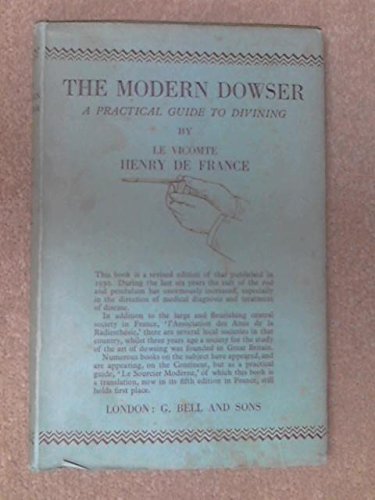 THE MODERN DOWSER
A PRACTICAL GUIDE TO DIVINING
BY
LE VICOMTE
HENRY DE FRANCE
This book is a revised edition of that published in
1930. During the last six years the cult of the rod
and pendulum has enormously increased, especially
in the direction of medical diagnosis and treatment
of disease.
In addition to the large and flourishing central
society in France, 'l'Association des Amis de la
Radiesthésie,' there are several local societies in that
country, whilst three years ago a society for the study
of the art of dowsing was founded in Great Britain.
Numerous books on the subject have appeared, and
are appearing, on the Continent, but as a practical
guide, 'Le Sourcier Moderne,' of which this book is
a translation, now in its fifth edition in France, still
holds first place.
LONDON: G. BELL AND SONS